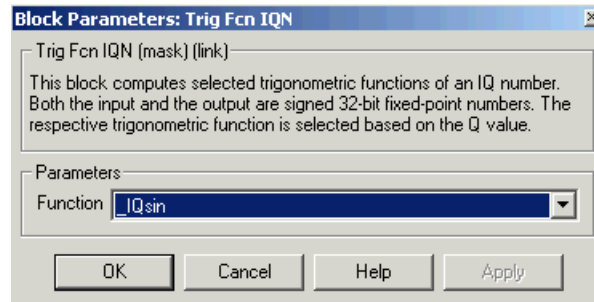 Block Parameters: Trig Fcn IQN
Trig Fcn IQN (mask) (link)
This block computes selected trigonometric functions of an IQ number.
Both the input and the output are signed 32-bit fixed-point numbers. The
respective trigonometric function is selected based on the Q value.
Parameters
Function _IQsin
OK Cancel Help Apply